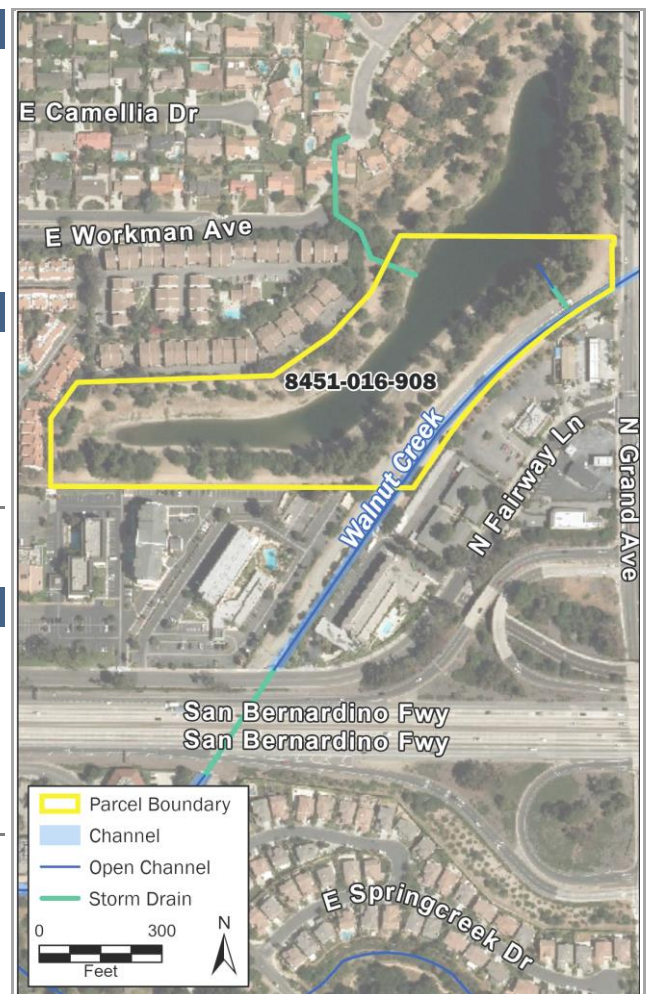 E Camellia Dr
E Workman Ave
8451-016-908
Walnut Creek
N Fairway Ln
N Grand Ave
San Bernardino Fwy
San Bernardino Fwy
Parcel Boundary
Channel
Open Channel
Storm Drain
0 300
Feet
N
E Springcreek Dr